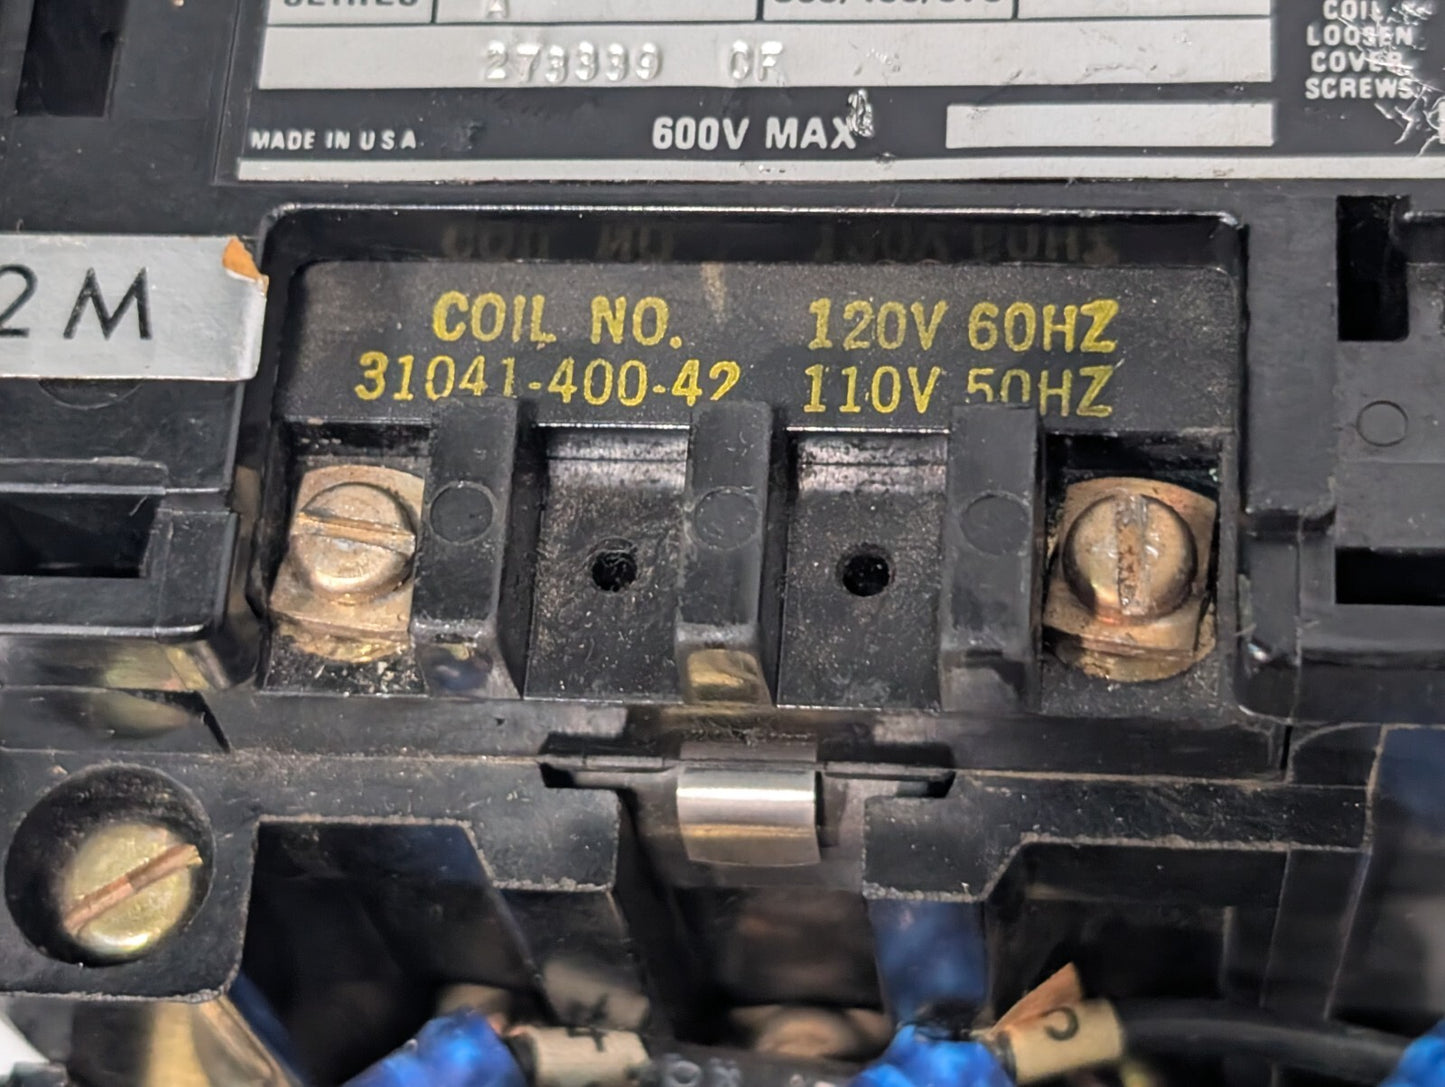 A
273339 CF
MADE IN U S A
600V MAX
COIL
LOOSEN
COVER
SCREWS
2 M
COIL NO. 120V 60HZ
31041-400-42 110V 50HZ